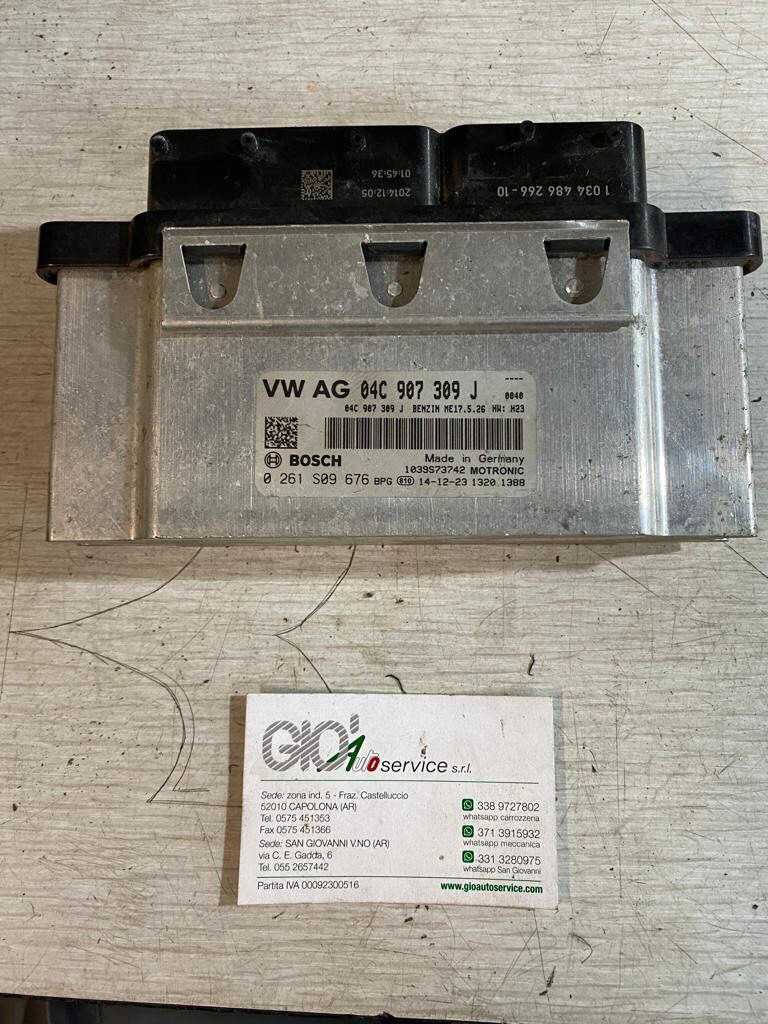 01:45:36
2014-12-05
1 034 486 266-10
VW AG 04C 907 309 J ----
0040
04C 907 309 J BENZIN ME17.5.26 HW: H23
BOSCH Made in Germany
1039S73742 MOTRONIC
0 261 S09 676 BPG 810 14-12-23 1320 1388
GIO' Autoservice s.r.l.
Sede: zona ind. 5 - Fraz. Castelluccio
52010 CAPOLONA (AR)
Tel. 0575 451353
Fax 0575 451366
Sede: SAN GIOVANNI V.NO (AR)
via C. E. Gadda, 6
Tel. 055 2657442
Partita IVA 00092300516
338 9727802
whatsapp carrozzeria
371 3915932
whatsapp meccanica
331 3280975
whatsapp San Giovanni
www.gioautoservice.com